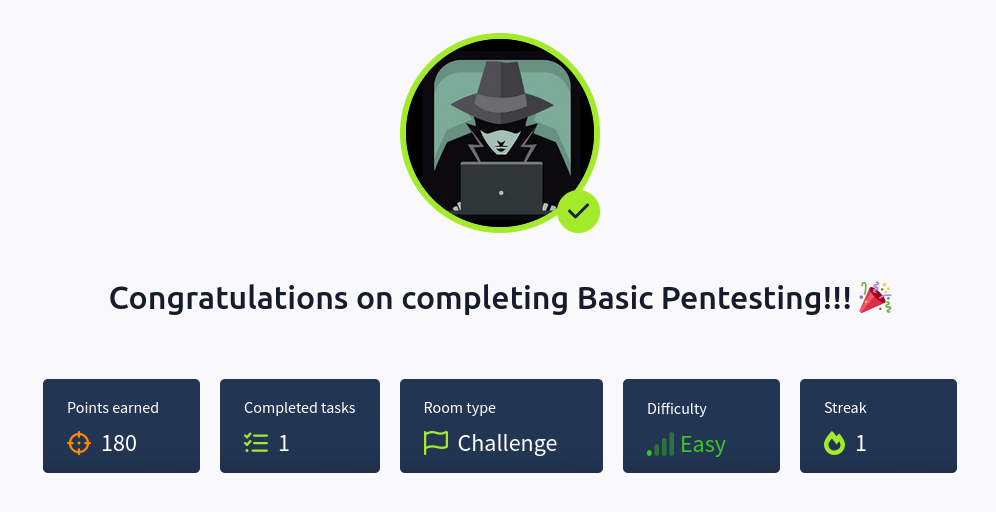 Congratulations on completing Basic Pentesting!!! 🎉
Points earned
180
Completed tasks
1
Room type
Challenge
Difficulty
Easy
Streak
1